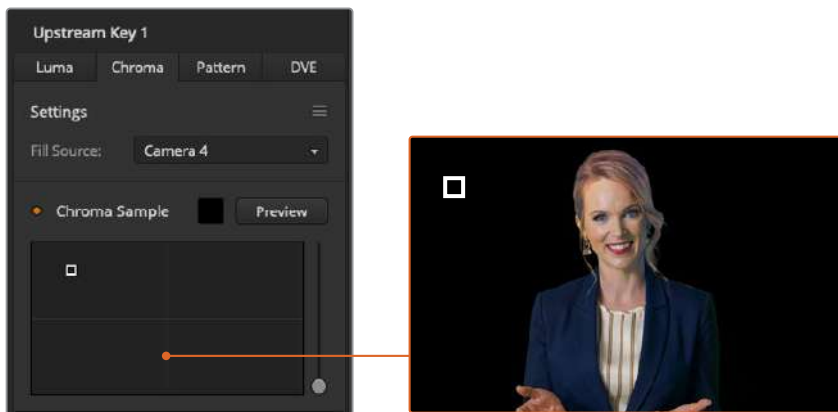 Upstream Key 1
Luma Chroma Pattern DVE
Settings
Fill Source: Camera 4
Chroma Sample Preview